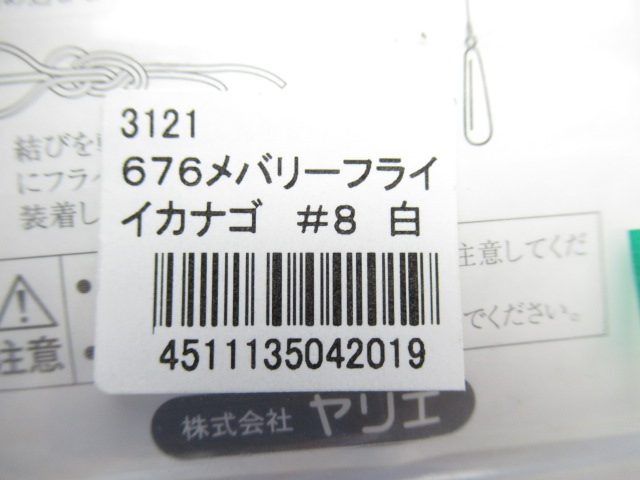 結びを
にフライ
装着し
3121
676メバリーフライ
イカナゴ #8 白
4511135042019
注意してくだ
でください。
注意
株式会社 ヤリエ